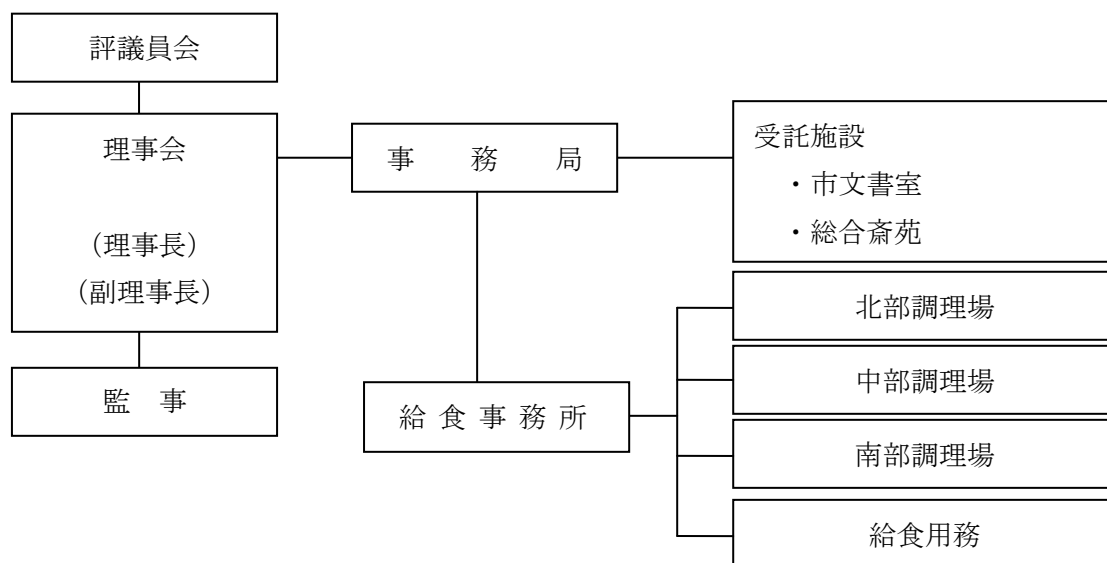 評議員会
理事会
（理事長）
（副理事長）
監　事
事　務　局
給 食 事 務 所
受託施設
・市文書室
・総合斎苑
北部調理場
中部調理場
南部調理場
給食用務